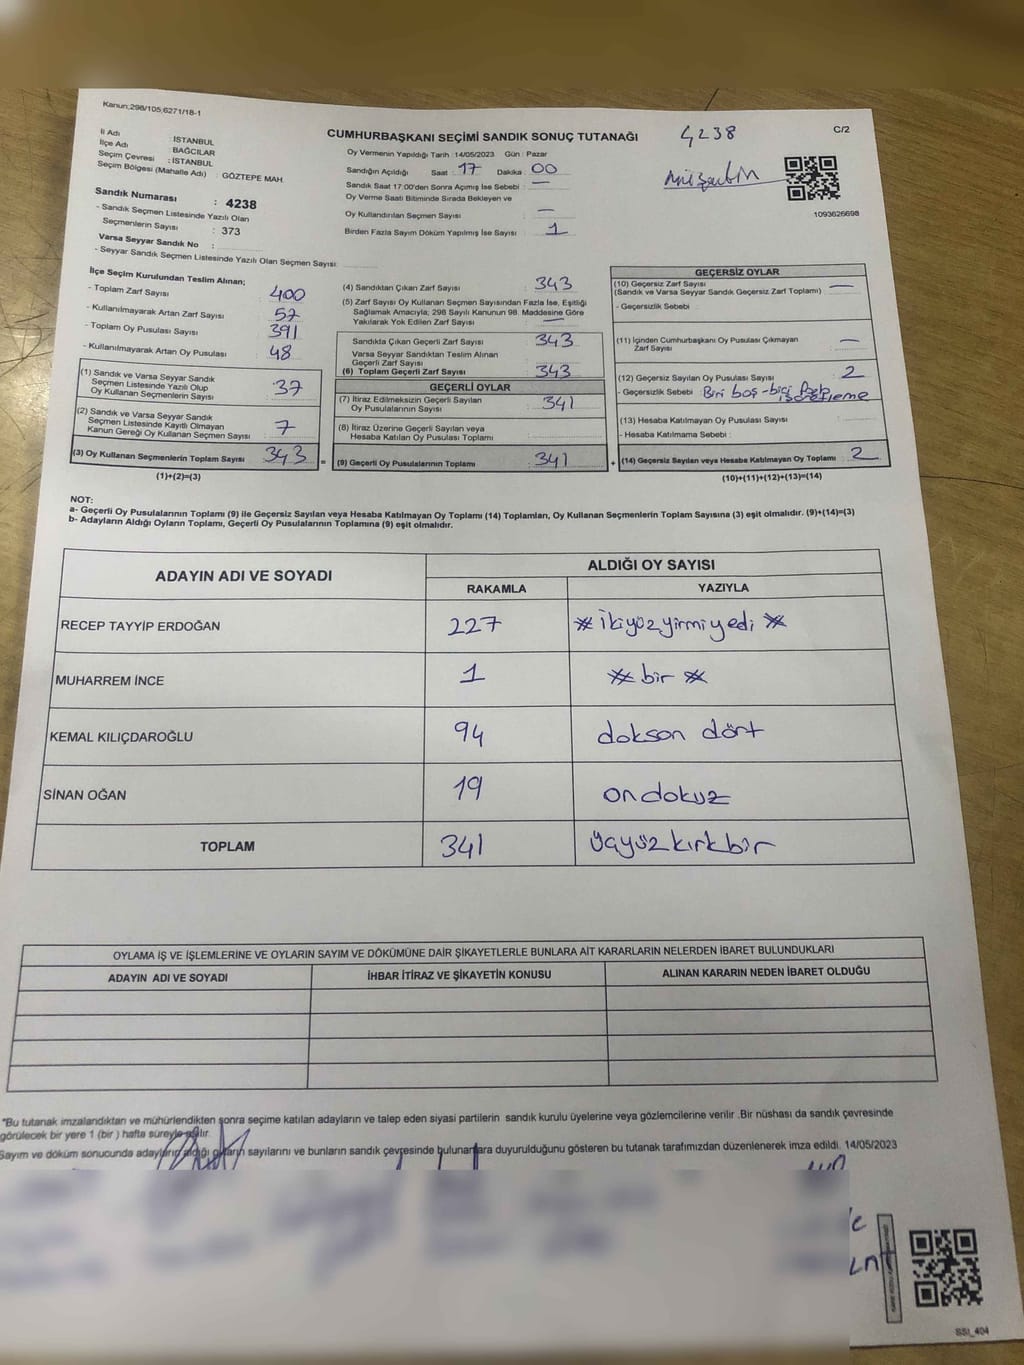 Kanun;298/105;6271/18-1
İl Adı : İSTANBUL
İlçe Adı : BAĞCILAR
Seçim Çevresi : İSTANBUL
Seçim Bölgesi (Mahalle Adı) : GÖZTEPE MAH.
Sandık Numarası : 4238
- Sandık Seçmen Listesinde Yazılı Olan
Seçmenlerin Sayısı : 373
Varsa Seyyar Sandık No :
- Seyyar Sandık Seçmen Listesinde Yazılı Olan Seçmen Sayısı:
CUMHURBAŞKANI SEÇİMİ SANDIK SONUÇ TUTANAĞI
Oy Vermenin Yapıldığı Tarih : 14/05/2023 Gün : Pazar
Sandığın Açıldığı Saat : 17 Dakika : 00
Sandık Saat 17:00'den Sonra Açımış İse Sebebi : —
Oy Verme Saati Bitiminde Sırada Bekleyen ve
Oy Kullandırılan Seçmen Sayısı : —
Birden Fazla Sayım Döküm Yapılmış İse Sayısı : 1
4238
C/2
1093626698
İlçe Seçim Kurulundan Teslim Alınan;
- Toplam Zarf Sayısı : 400
- Kullanılmayarak Artan Zarf Sayısı : 57
- Toplam Oy Pusulası Sayısı : 391
- Kullanılmayarak Artan Oy Pusulası : 48
(1) Sandık ve Varsa Seyyar Sandık
Seçmen Listesinde Yazılı Olup
Oy Kullanan Seçmenlerin Sayısı : 37
(2) Sandık ve Varsa Seyyar Sandık
Seçmen Listesinde Kayıtlı Olmayan
Kanun Gereği Oy Kullanan Seçmen Sayısı : 7
(3) Oy Kullanan Seçmenlerin Toplam Sayısı 343
(1)+(2)=(3)
(4) Sandıktan Çıkan Zarf Sayısı : 343
(5) Zarf Sayısı Oy Kullanan Seçmen Sayısından Fazla İse, Eşitliği
Sağlamak Amacıyla; 298 Sayılı Kanunun 98. Maddesine Göre
Yakılarak Yok Edilen Zarf Sayısı : —
Sandıkta Çıkan Geçerli Zarf Sayısı : 343
Varsa Seyyar Sandıktan Teslim Alınan
Geçerli Zarf Sayısı :
(6) Toplam Geçerli Zarf Sayısı : 343
GEÇERLİ OYLAR
(7) İtiraz Edilmeksizin Geçerli Sayılan
Oy Pusulalarının Sayısı : 341
(8) İtiraz Üzerine Geçerli Sayılan veya
Hesaba Katılan Oy Pusulası Toplamı :
= (9) Geçerli Oy Pusulalarının Toplamı : 341 +
GEÇERSİZ OYLAR
(10) Geçersiz Zarf Sayısı : —
(Sandık ve Varsa Seyyar Sandık Geçersiz Zarf Toplamı)
- Geçersizlik Sebebi :
(11) İçinden Cumhurbaşkanı Oy Pusulası Çıkmayan
Zarf Sayısı : —
(12) Geçersiz Sayılan Oy Pusulası Sayısı : 2
- Geçersizlik Sebebi : Biri boş - biri
(13) Hesaba Katılmayan Oy Pusulası Sayısı :
- Hesaba Katılmama Sebebi :
(14) Geçersiz Sayılan veya Hesaba Katılmayan Oy Toplamı : 2
(10)+(11)+(12)+(13)=(14)
NOT:
a- Geçerli Oy Pusulalarının Toplamı (9) ile Geçersiz Sayılan veya Hesaba Katılmayan Oy Toplamı (14) Toplamları, Oy Kullanan Seçmenlerin Toplam Sayısına (3) eşit olmalıdır. (9)+(14)=(3)
b- Adayların Aldığı Oyların Toplamı, Geçerli Oy Pusulalarının Toplamına (9) eşit olmalıdır.
ADAYIN ADI VE SOYADI ALDIĞI OY SAYISI
RAKAMLA YAZIYLA
RECEP TAYYİP ERDOĞAN 227 * ikiyüzyirmiyedi *
MUHARREM İNCE 1 * bir *
KEMAL KILIÇDAROĞLU 94 dokson dört
SİNAN OĞAN 19 ondokuz
TOPLAM 341 üçyüzkırkbir
OYLAMA İŞ VE İŞLEMLERİNE VE OYLARIN SAYIM VE DÖKÜMÜNE DAİR ŞİKAYETLERLE BUNLARA AİT KARARLARIN NELERDEN İBARET BULUNDUKLARI
ADAYIN ADI VE SOYADI İHBAR İTİRAZ VE ŞİKAYETİN KONUSU ALINAN KARARIN NEDEN İBARET OLDUĞU
*Bu tutanak imzalandıktan ve mühürlendikten sonra seçime katılan adayların ve talep eden siyasi partilerin sandık kurulu üyelerine veya gözlemcilerine verilir .Bir nüshası da sandık çevresinde
görülecek bir yere 1 (bir ) hafta süreyle asılır.
Sayım ve döküm sonucunda adayların aldığı oyların sayılarını ve bunların sandık çevresinde bulunanlara duyurulduğunu gösteren bu tutanak tarafımızdan düzenlenerek imza edildi. 14/05/2023
SSt_404